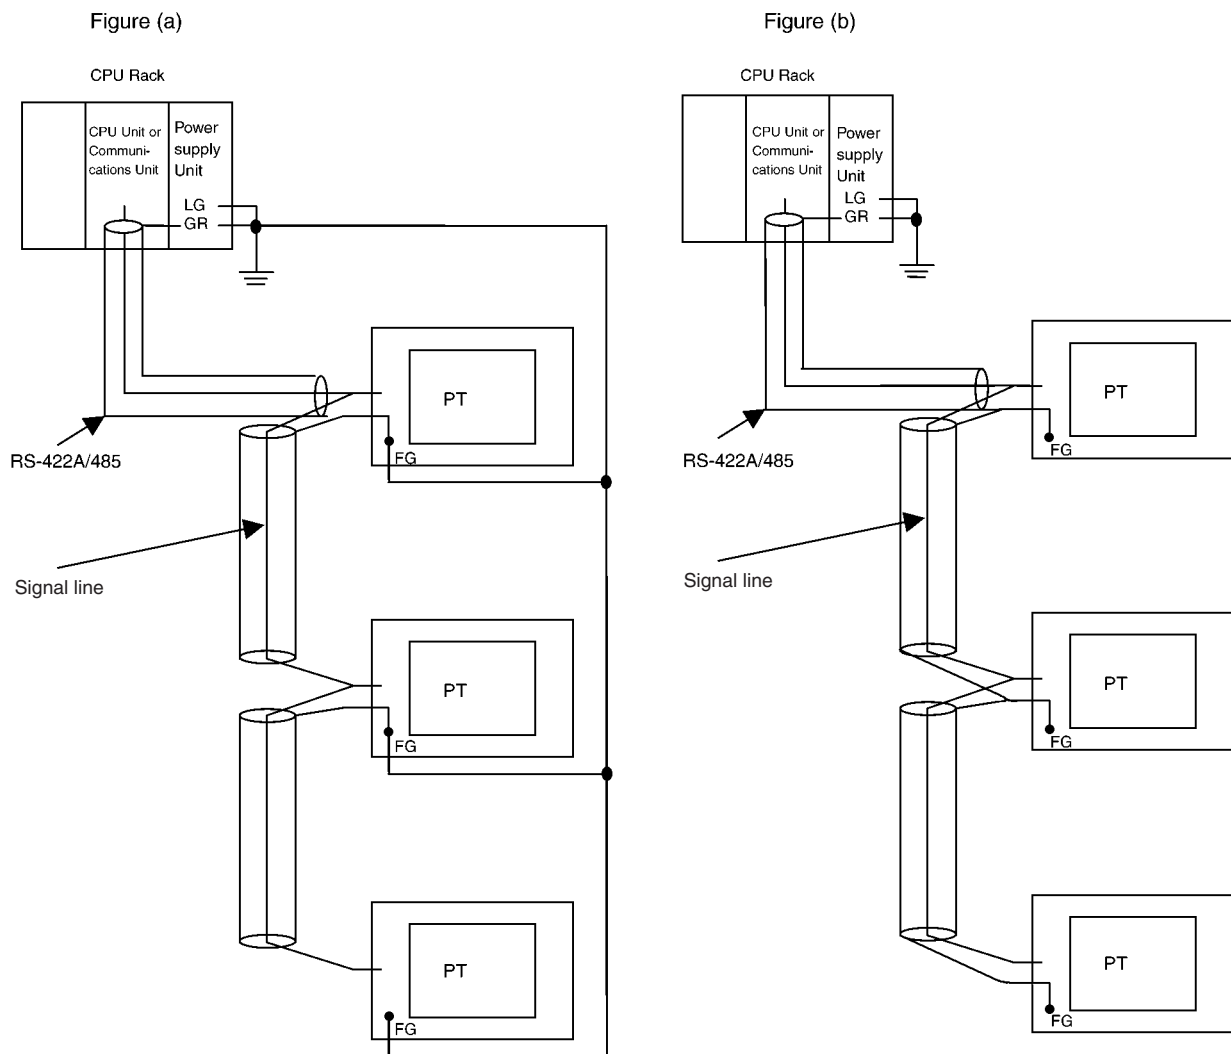 Figure (a)
CPU Rack
CPU Unit or
Communi-
cations Unit
Power
supply
Unit
LG
GR
PT
FG
RS-422A/485
Signal line
PT
FG
PT
FG
Figure (b)
CPU Rack
CPU Unit or
Communi-
cations Unit
Power
supply
Unit
LG
GR
PT
FG
RS-422A/485
Signal line
PT
FG
PT
FG